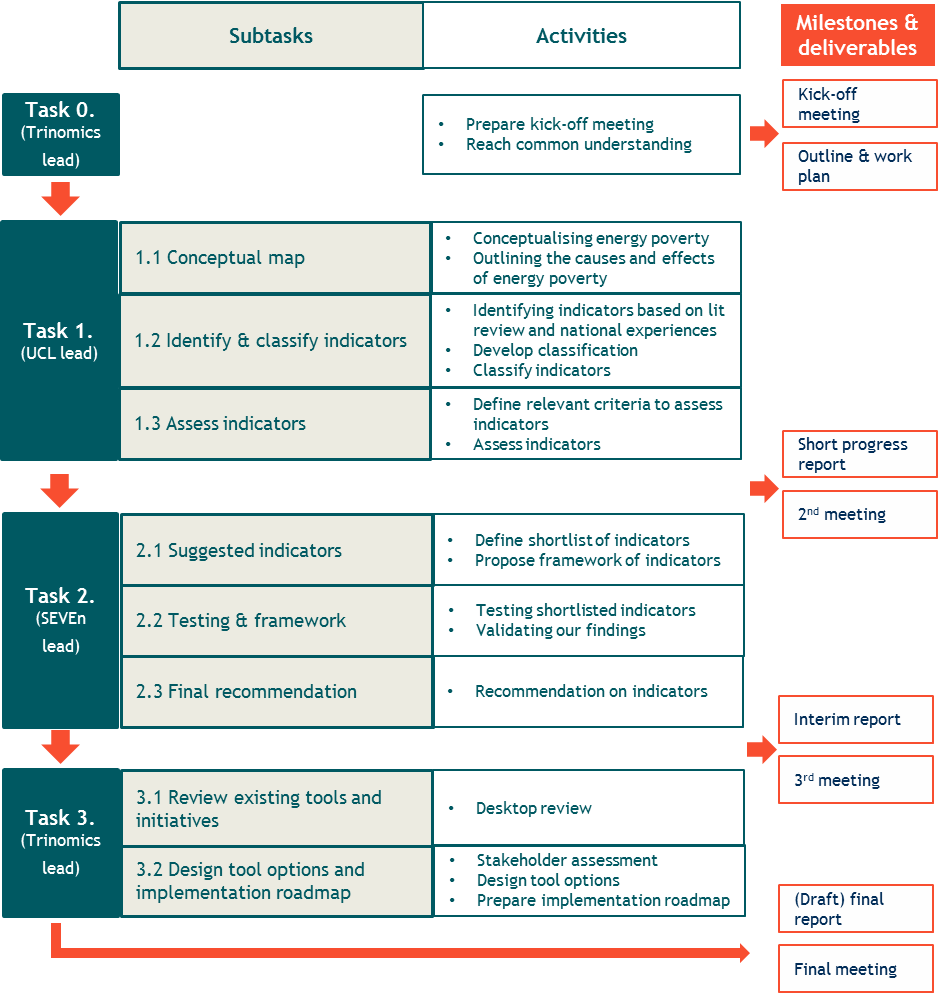 Subtasks
Activities
Milestones &
deliverables
Task 0.
(Trinomics
lead)
• Prepare kick-off meeting
• Reach common understanding
Kick-off
meeting
Outline & work
plan
Task 1.
(UCL lead)
1.1 Conceptual map
• Conceptualising energy poverty
• Outlining the causes and effects
of energy poverty
1.2 Identify & classify indicators
• Identifying indicators based on lit
review and national experiences
• Develop classification
• Classify indicators
1.3 Assess indicators
• Define relevant criteria to assess
indicators
• Assess indicators
Short progress
report
2nd meeting
Task 2.
(SEVEn
lead)
2.1 Suggested indicators
• Define shortlist of indicators
• Propose framework of indicators
2.2 Testing & framework
• Testing shortlisted indicators
• Validating our findings
2.3 Final recommendation
• Recommendation on indicators
Interim report
3rd meeting
Task 3.
(Trinomics
lead)
3.1 Review existing tools and
initiatives
• Desktop review
3.2 Design tool options and
implementation roadmap
• Stakeholder assessment
• Design tool options
• Prepare implementation roadmap
(Draft) final
report
Final meeting